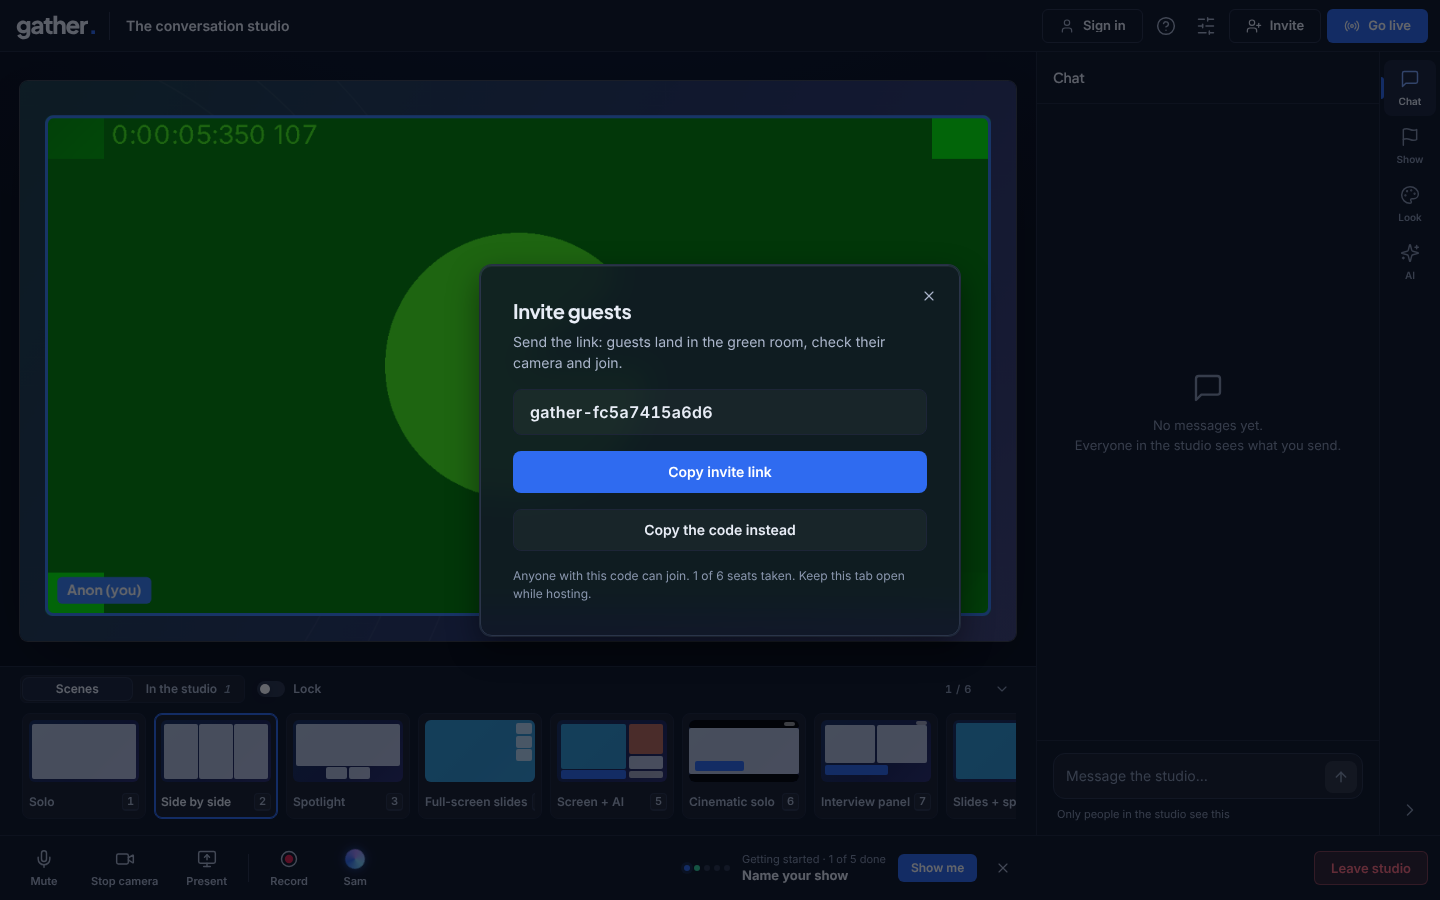 gather.
The conversation studio
Sign in
Invite
Go live
0:00:05:350 107
Anon (you)
Chat
Chat
Show
Look
AI
Invite guests
Send the link: guests land in the green room, check their
camera and join.
gather-fc5a7415a6d6
Copy invite link
Copy the code instead
Anyone with this code can join. 1 of 6 seats taken. Keep this tab open
while hosting.
No messages yet.
Everyone in the studio sees what you send.
Scenes
In the studio 1
Lock
1 / 6
Solo 1
Side by side 2
Spotlight 3
Full-screen slides
Screen + AI 5
Cinematic solo 6
Interview panel 7
Slides + sp
Message the studio...
Only people in the studio see this
Mute
Stop camera
Present
Record
Sam
Getting started · 1 of 5 done
Name your show
Show me
Leave studio